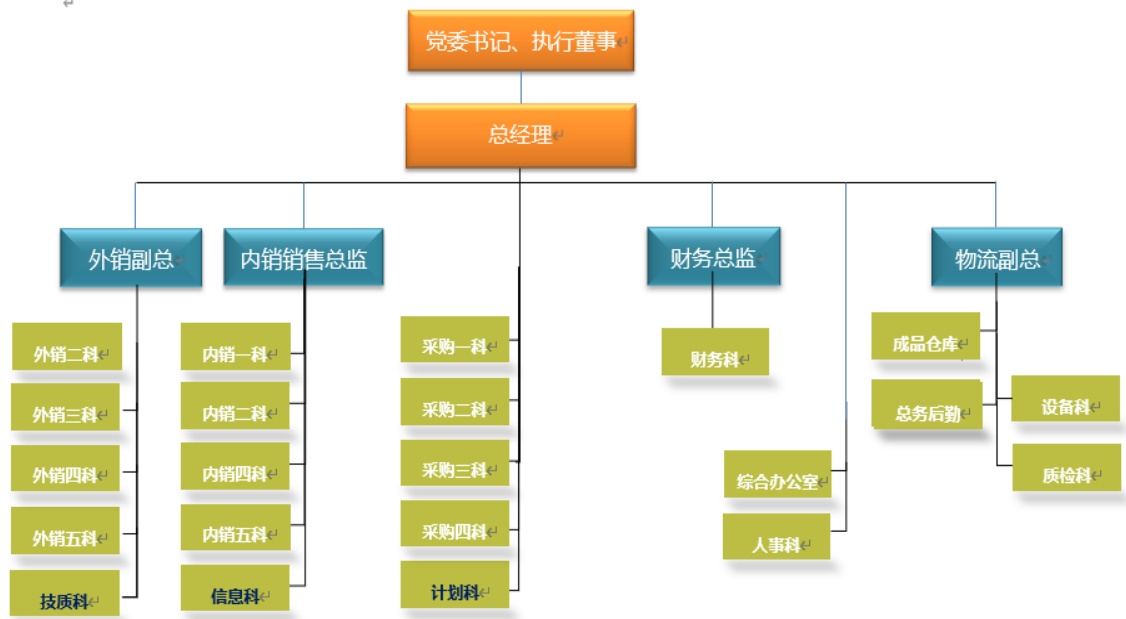 党委书记、执行董事
总经理
外销副总
内销销售总监
财务总监
物流副总
外销二科
外销三科
外销四科
外销五科
技质科
内销一科
内销二科
内销四科
内销五科
信息科
采购一科
采购二科
采购三科
采购四科
计划科
财务科
综合办公室
人事科
成品仓库
总务后勤
设备科
质检科